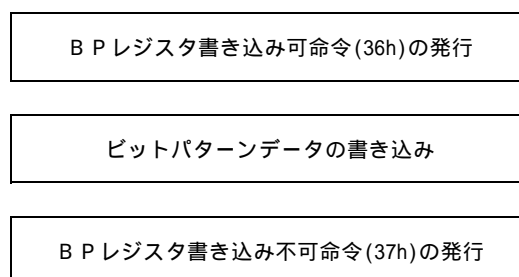 ＢＰレジスタ書き込み可命令(36h)の発行
ビットパターンデータの書き込み
ＢＰレジスタ書き込み不可命令(37h)の発行